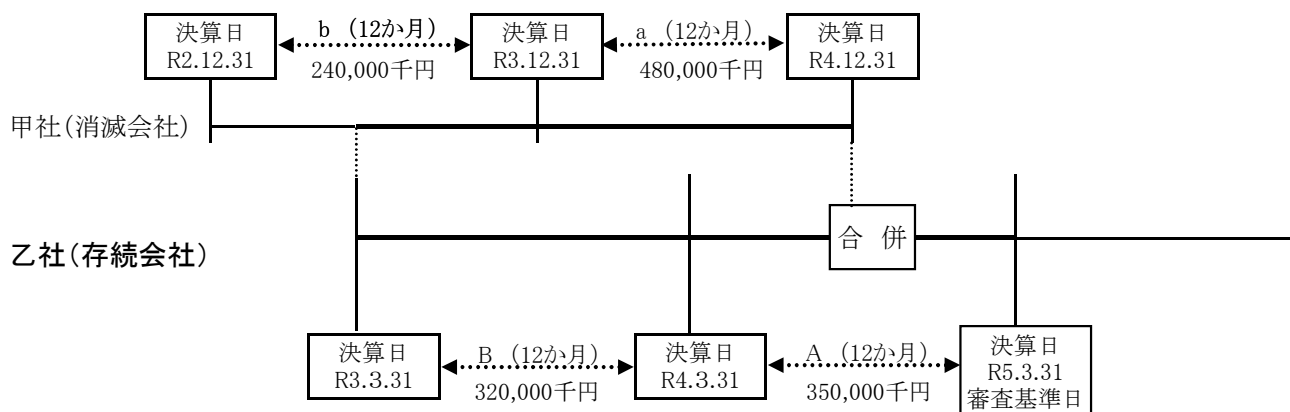 決算日
R2.12.31
b (12か月)
240,000千円
決算日
R3.12.31
a (12か月)
480,000千円
決算日
R4.12.31
甲社(消滅会社)
合 併
乙社(存続会社)
決算日
R3.3.31
B (12か月)
320,000千円
決算日
R4.3.31
A (12か月)
350,000千円
決算日
R5.3.31
審査基準日